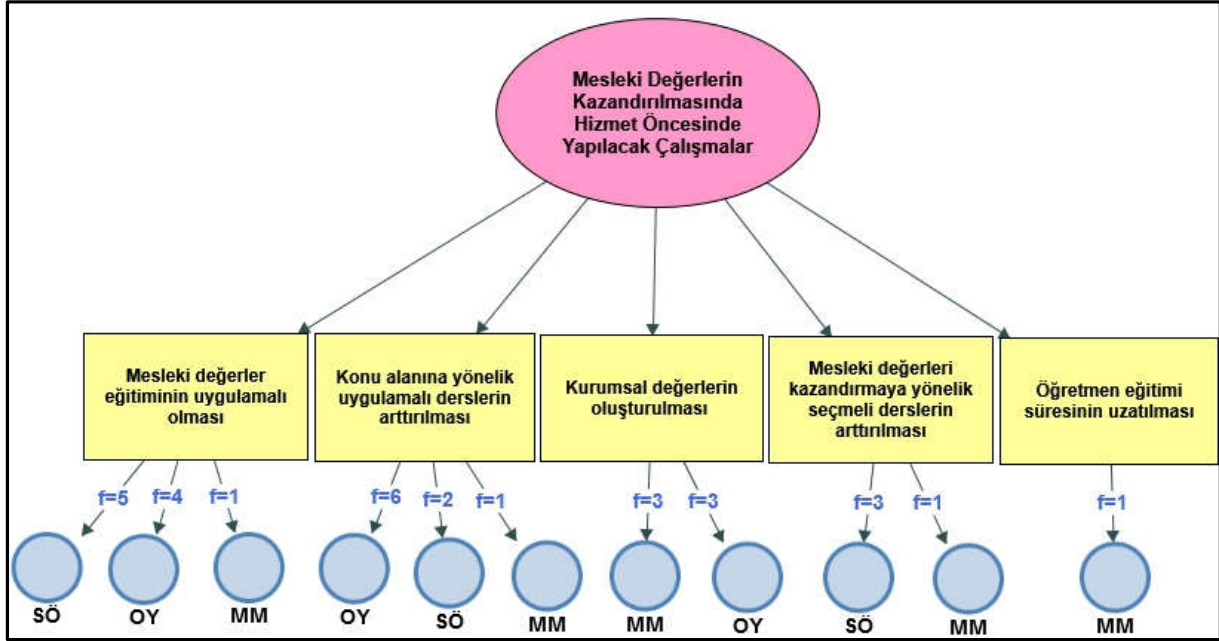 Mesleki Değerlerin
Kazandırılmasında
Hizmet Öncesinde
Yapılacak Çalışmalar
Mesleki değerler
eğitiminin uygulamalı
olması
Konu alanına yönelik
uygulamalı derslerin
arttırılması
Kurumsal değerlerin
oluşturulması
Mesleki değerleri
kazandırmaya yönelik
seçmeli derslerin
arttırılması
Öğretmen eğitimi
süresinin uzatılması
f=5 f=4 f=1 f=6 f=2 f=1 f=3 f=3 f=3 f=1 f=1
SÖ OY MM OY SÖ MM MM OY SÖ MM MM